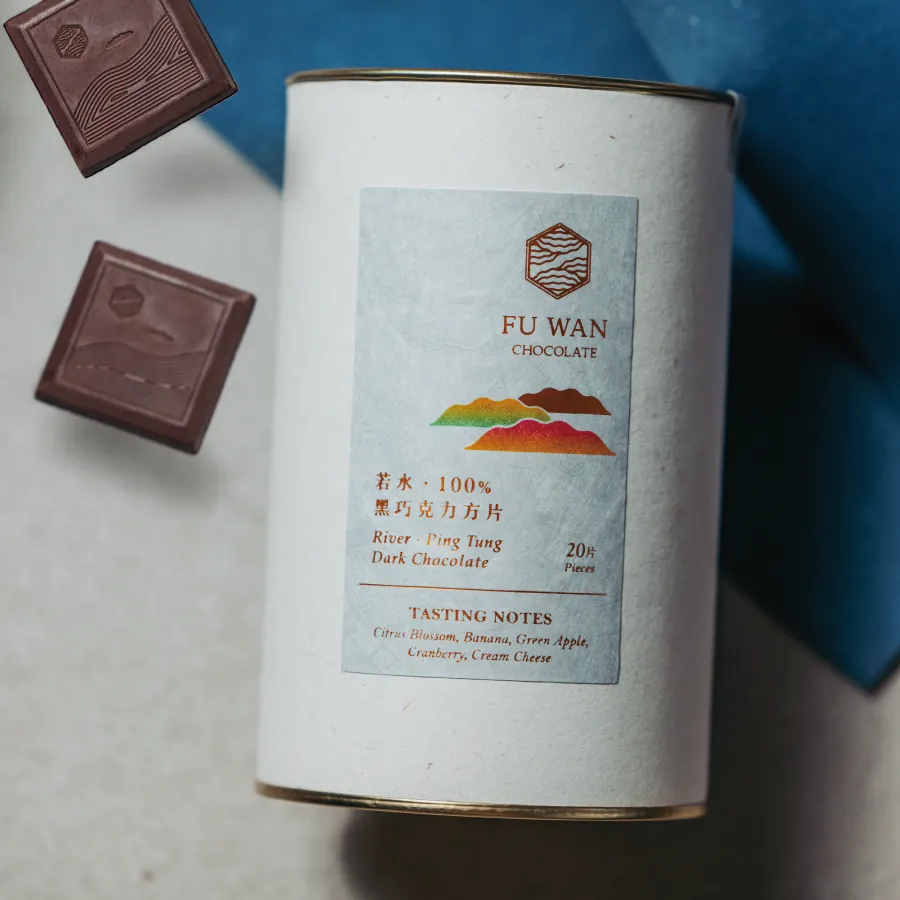 FU WAN
CHOCOLATE
若水·100%
黑巧克力方片
River · Ping Tung
Dark Chocolate
20片
Pieces
TASTING NOTES
Citrus Blossom, Banana, Green Apple,
Cranberry, Cream Cheese